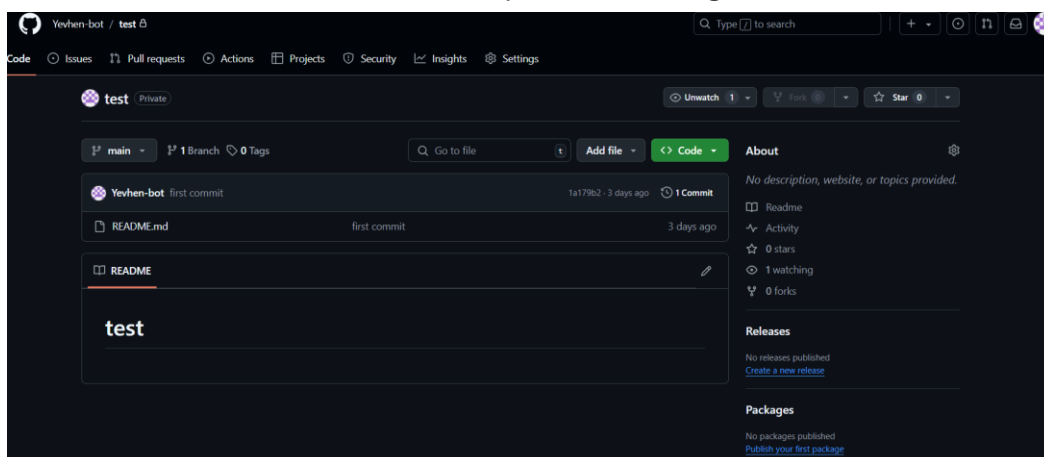 Yevhen-bot / test
Type / to search
Code Issues Pull requests Actions Projects Security Insights Settings
test Private
Unwatch 1 Fork 0 Star 0
main 1 Branch 0 Tags
Go to file t Add file Code
Yevhen-bot first commit 1a179b2 · 3 days ago 1 Commit
README.md first commit 3 days ago
README
test
About
No description, website, or topics provided.
Readme
Activity
0 stars
1 watching
0 forks
Releases
No releases published
Create a new release
Packages
No packages published
Publish your first package